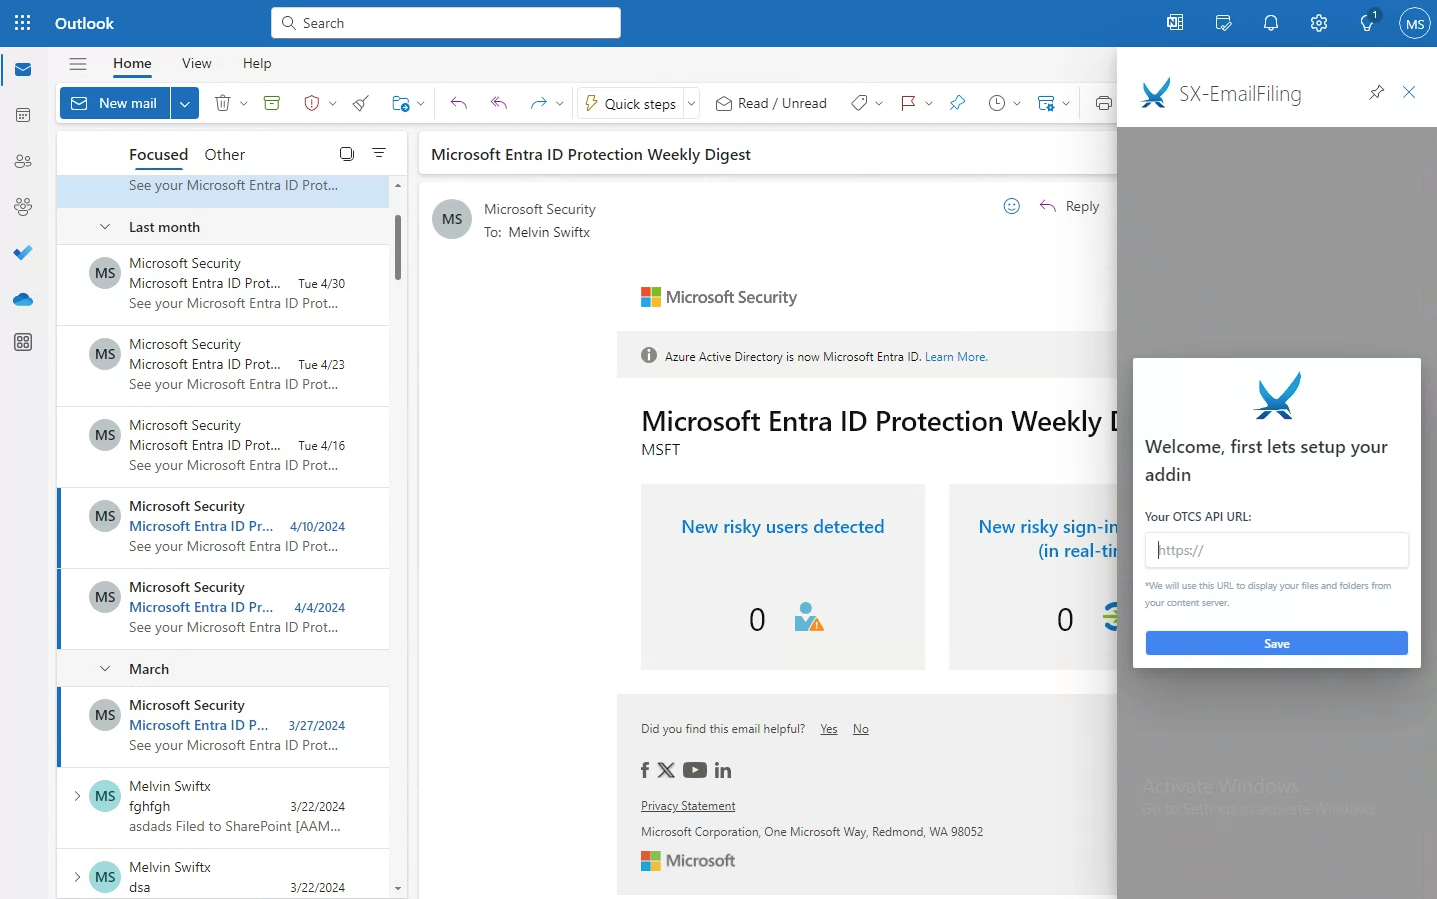 Outlook
Search
1
MS
Home View Help
New mail
Quick steps
Read / Unread
Focused Other
See your Microsoft Entra ID Prot...
Last month
MS
Microsoft Security
Microsoft Entra ID Prot... Tue 4/30
See your Microsoft Entra ID Prot...
MS
Microsoft Security
Microsoft Entra ID Prot... Tue 4/23
See your Microsoft Entra ID Prot...
MS
Microsoft Security
Microsoft Entra ID Prot... Tue 4/16
See your Microsoft Entra ID Prot...
MS
Microsoft Security
Microsoft Entra ID Pr... 4/10/2024
See your Microsoft Entra ID Prot...
MS
Microsoft Security
Microsoft Entra ID Pr... 4/4/2024
See your Microsoft Entra ID Prot...
March
MS
Microsoft Security
Microsoft Entra ID P... 3/27/2024
See your Microsoft Entra ID Prot...
MS
Melvin Swiftx
fghfgh 3/22/2024
asdads Filed to SharePoint [AAM...
MS
Melvin Swiftx
dsa 3/22/2024
Microsoft Entra ID Protection Weekly Digest
MS
Microsoft Security
To: Melvin Swiftx
Reply
Microsoft Security
Azure Active Directory is now Microsoft Entra ID. Learn More.
Microsoft Entra ID Protection Weekly
MSFT
New risky users detected
0
New risky sign-in
(in real-ti
0
Did you find this email helpful? Yes No
Privacy Statement
Microsoft Corporation, One Microsoft Way, Redmond, WA 98052
Microsoft
SX-EmailFiling
Welcome, first lets setup your
addin
Your OTCS API URL:
https://
*We will use this URL to display your files and folders from
your content server.
Save
Activate Windows
Go to Settings to activate Windows.